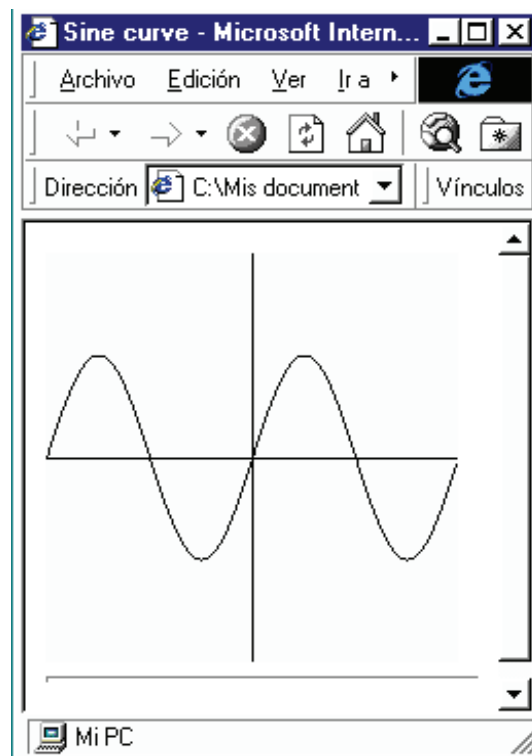 Sine curve - Microsoft Intern...
Archivo Edición Ver Ir a
Dirección C:\Mis document Vínculos
Mi PC